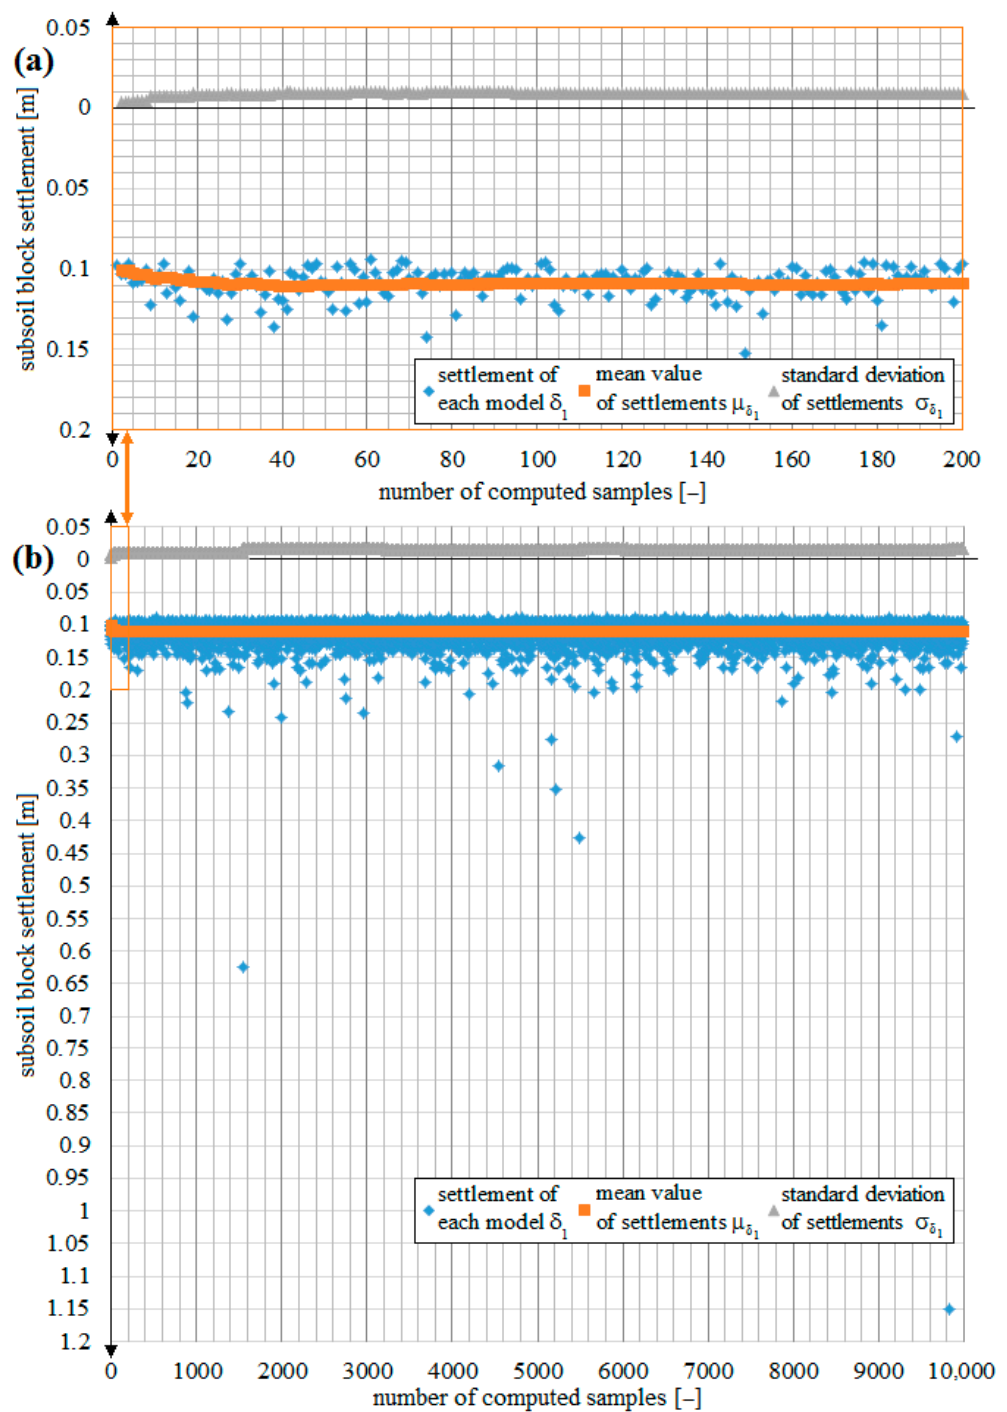 (a)
subsoil block settlement [m]
0.05
0
0.05
0.1
0.15
0.2
settlement of each model δ1
mean value of settlements μδ1
standard deviation of settlements σδ1
0 20 40 60 80 100 120 140 160 180 200
number of computed samples [–]
(b)
subsoil block settlement [m]
0.05
0
0.05
0.1
0.15
0.2
0.25
0.3
0.35
0.4
0.45
0.5
0.55
0.6
0.65
0.7
0.75
0.8
0.85
0.9
0.95
1
1.05
1.1
1.15
1.2
settlement of each model δ1
mean value of settlements μδ1
standard deviation of settlements σδ1
0 1000 2000 3000 4000 5000 6000 7000 8000 9000 10,000
number of computed samples [–]